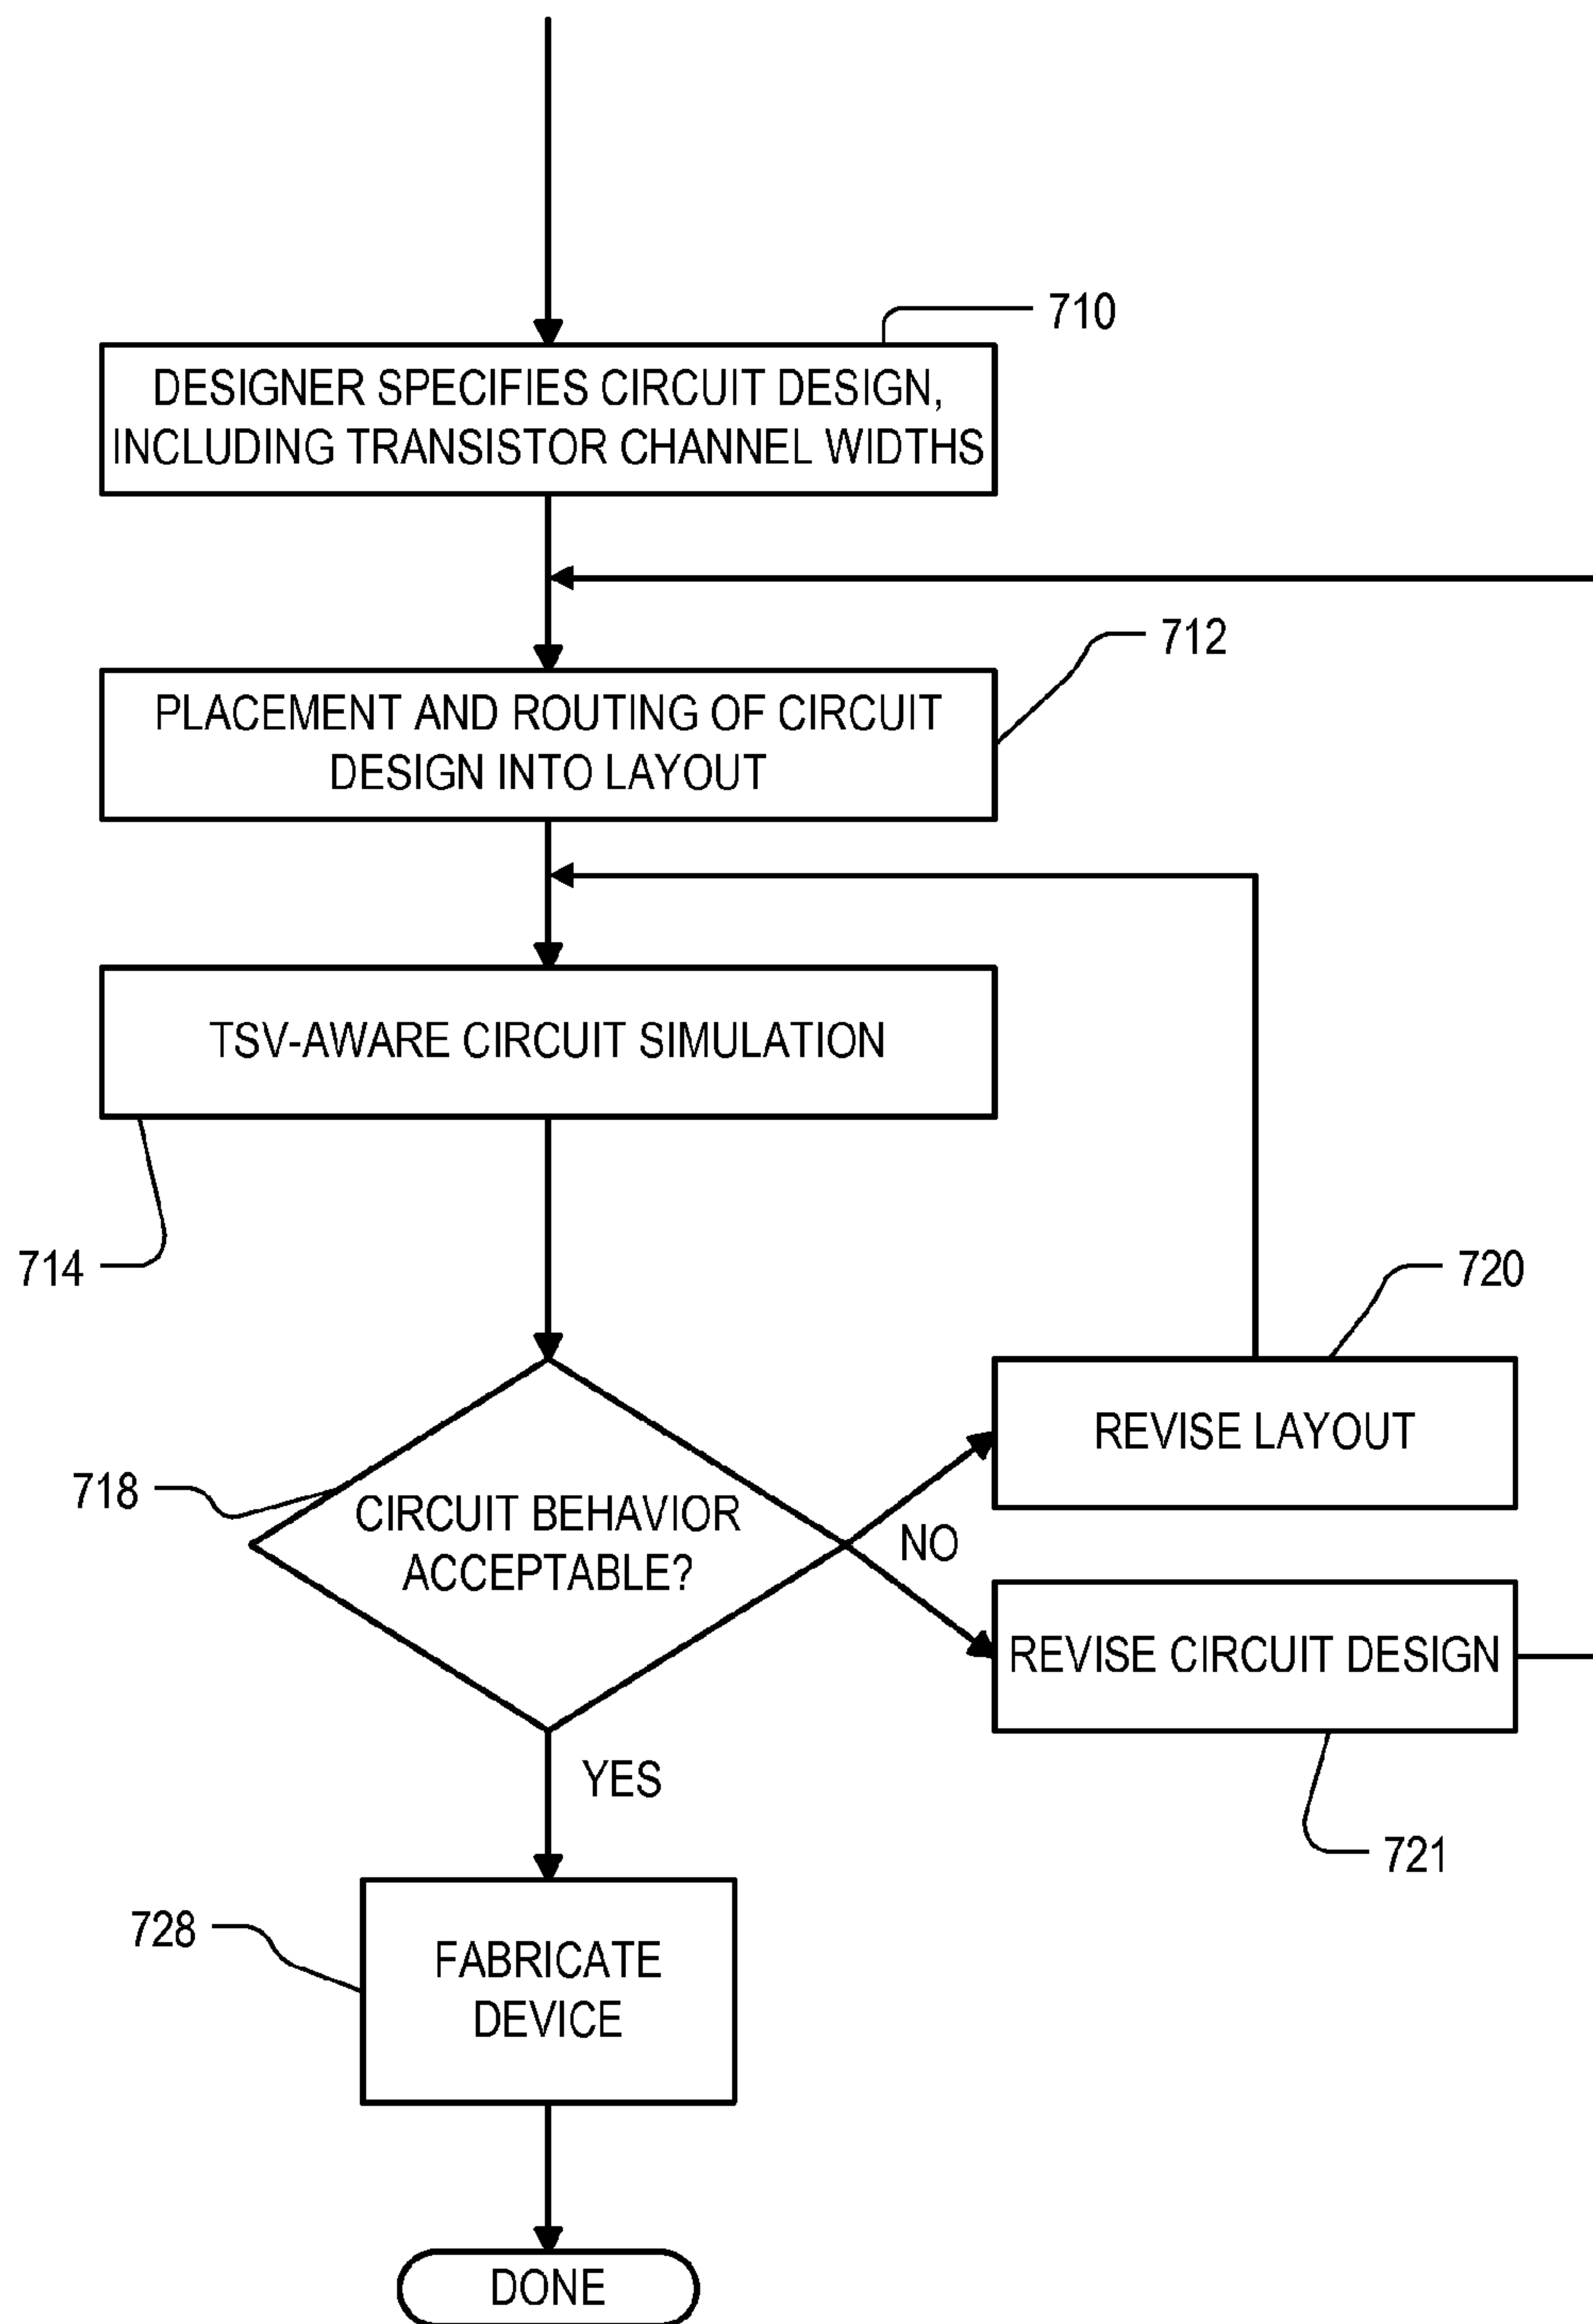 710
DESIGNER SPECIFIES CIRCUIT DESIGN,
INCLUDING TRANSISTOR CHANNEL WIDTHS
712
PLACEMENT AND ROUTING OF CIRCUIT
DESIGN INTO LAYOUT
TSV-AWARE CIRCUIT SIMULATION
714
720
REVISE LAYOUT
718
CIRCUIT BEHAVIOR
ACCEPTABLE?
NO
REVISE CIRCUIT DESIGN
YES
721
728
FABRICATE
DEVICE
DONE